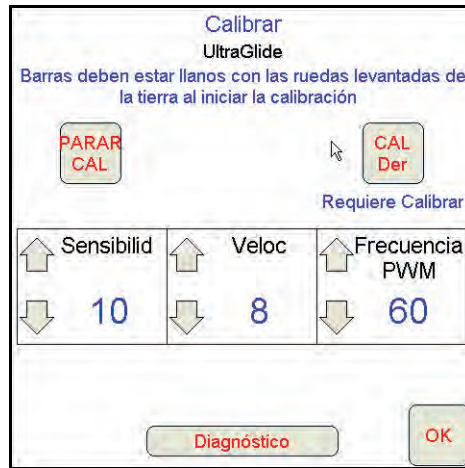 Calibrar
UltraGlide
Barras deben estar llanos con las ruedas levantadas de
la tierra al iniciar la calibración
PARAR
CAL
CAL
Der
Requiere Calibrar
Sensibilid
Veloc
Frecuencia
PWM
10
8
60
Diagnóstico
OK